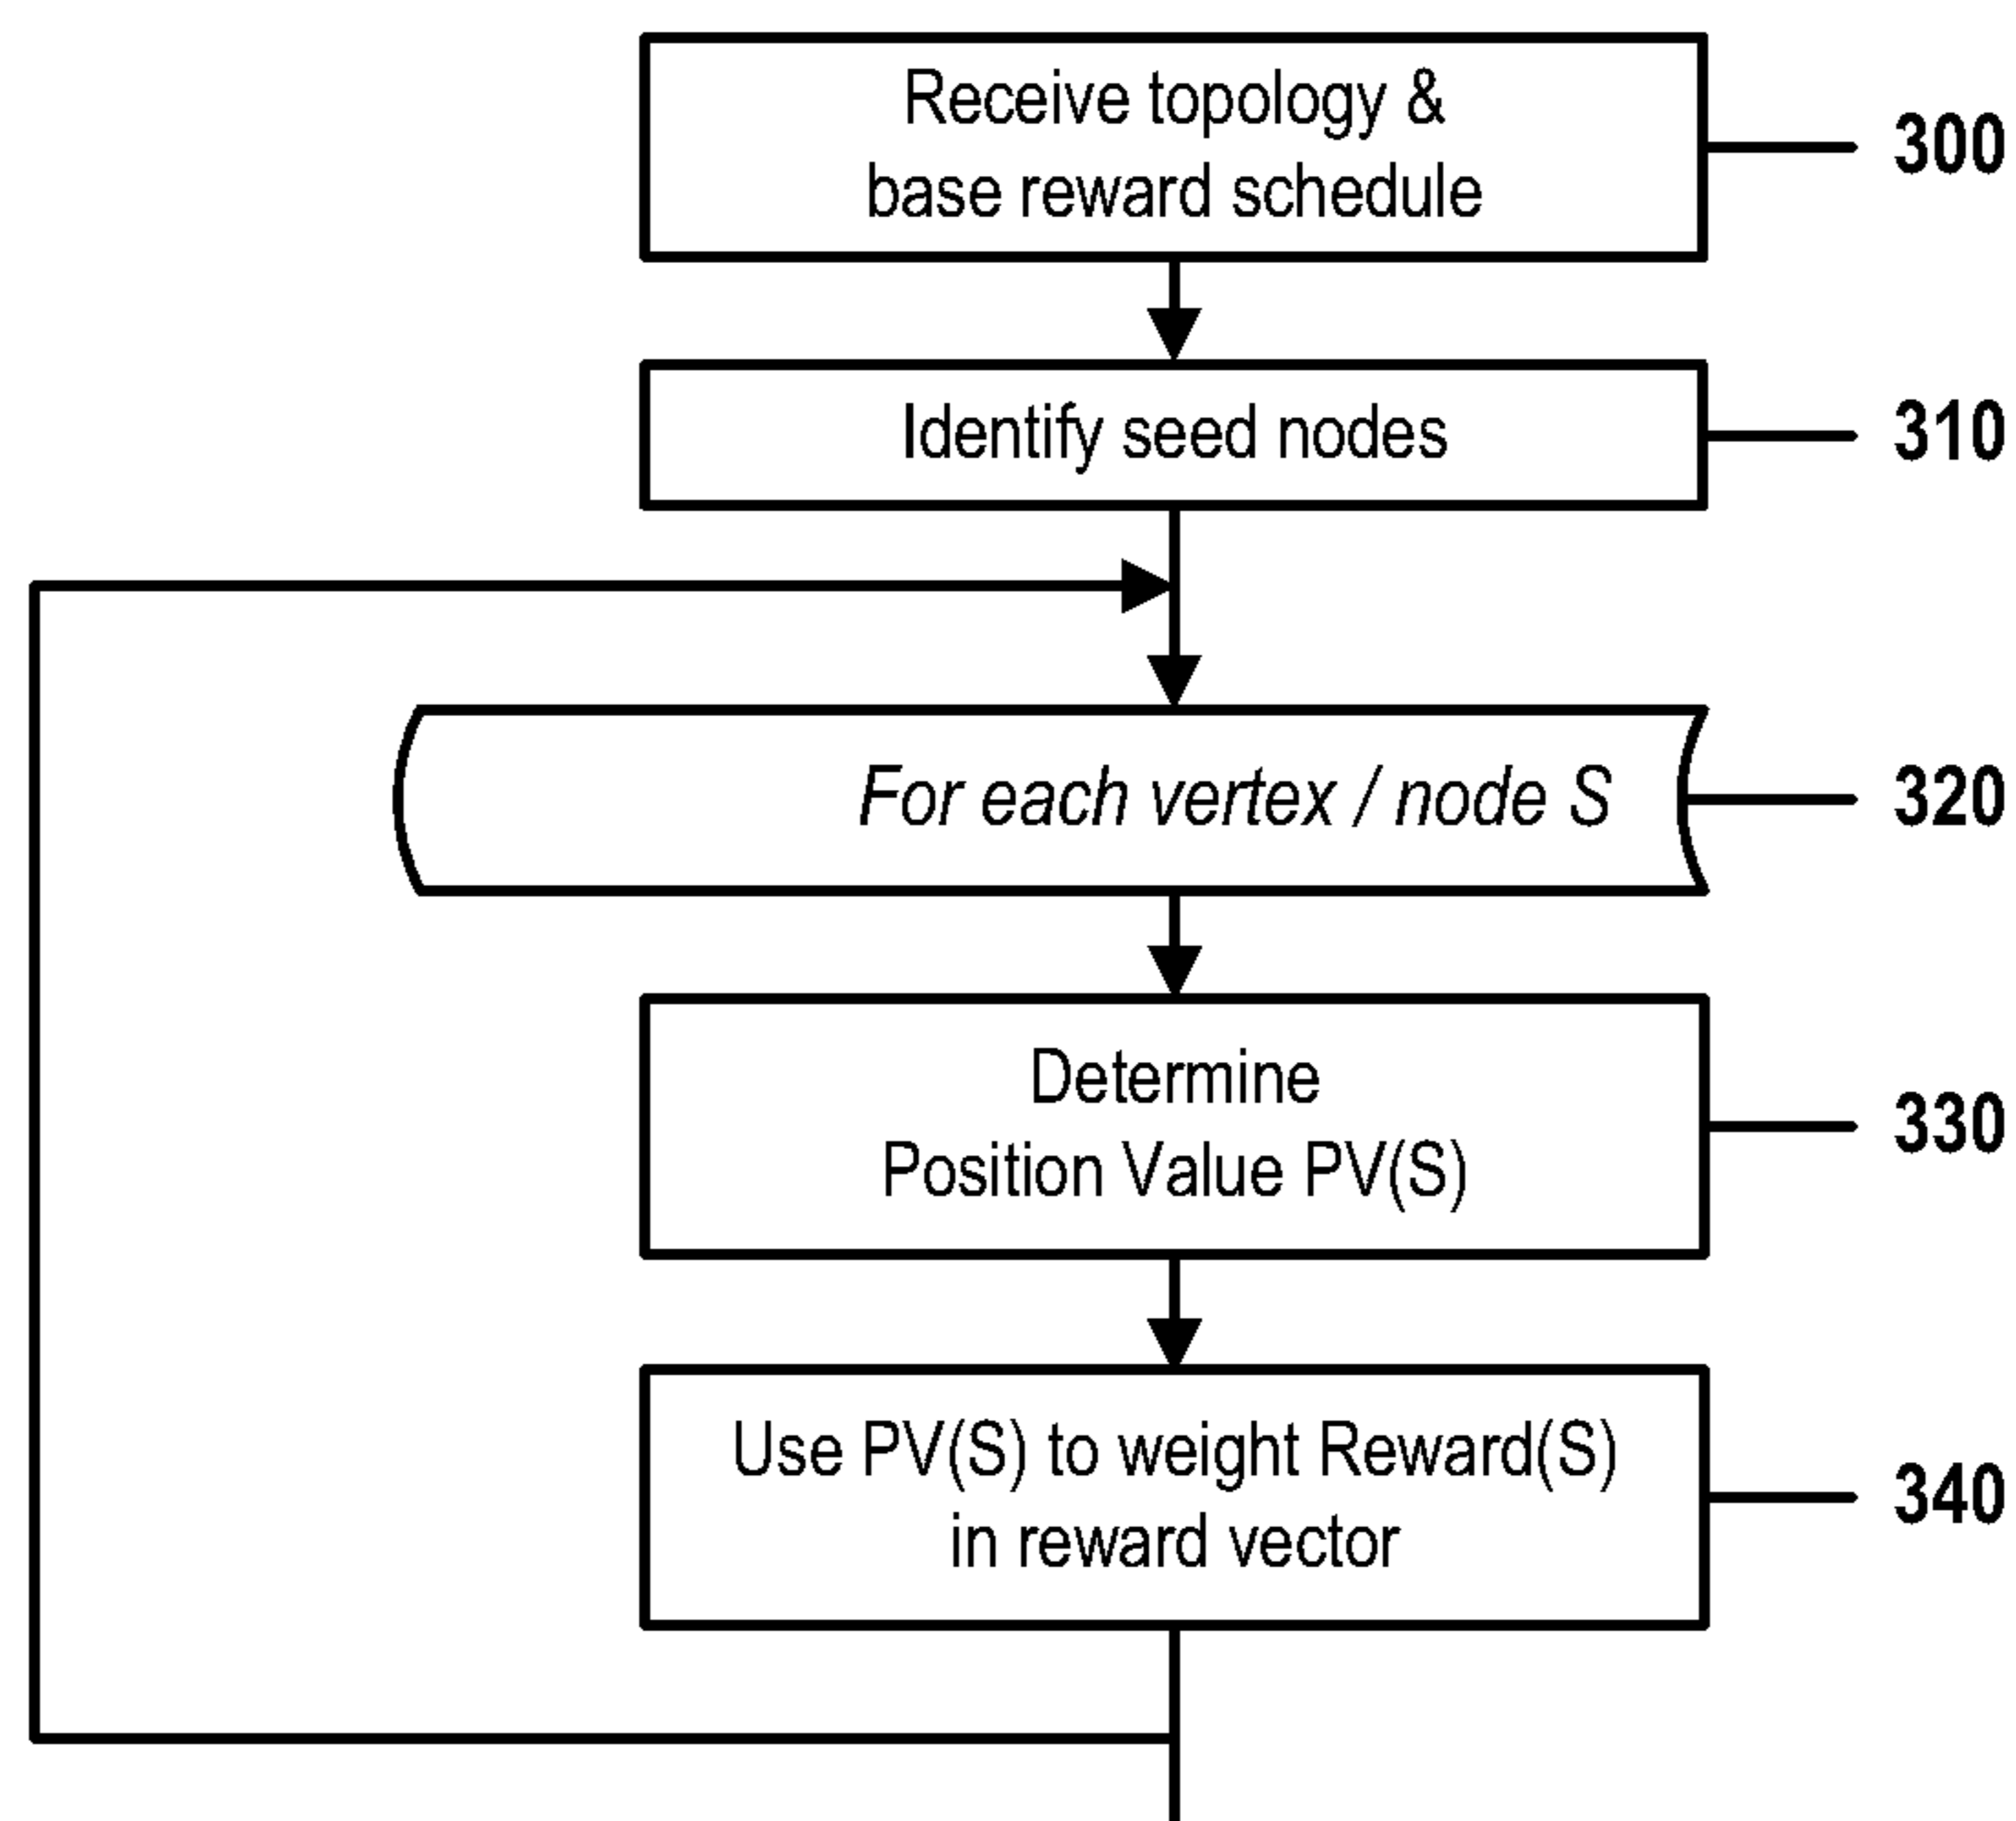 Receive topology &
base reward schedule
300
Identify seed nodes
310
For each vertex / node S
320
Determine
Position Value PV(S)
330
Use PV(S) to weight Reward(S)
in reward vector
340